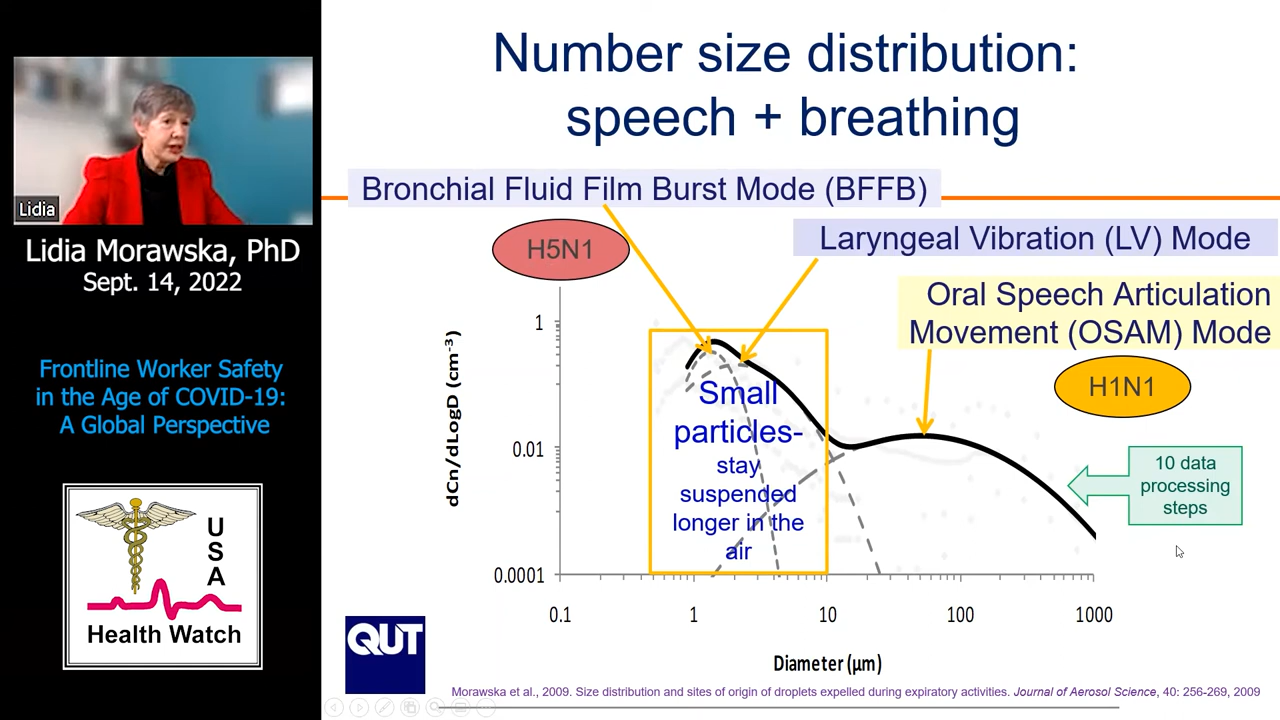 Number size distribution:
speech + breathing
Lidia
Lidia Morawska, PhD
Sept. 14, 2022
Frontline Worker Safety
in the Age of COVID-19:
A Global Perspective
USA
Health Watch
Bronchial Fluid Film Burst Mode (BFFB)
H5N1
Laryngeal Vibration (LV) Mode
Oral Speech Articulation
Movement (OSAM) Mode
H1N1
dCn/dLogD (cm-3)
1
0.01
0.0001
Small
particles-
stay
suspended
longer in the
air
10 data
processing
steps
0.1 1 10 100 1000
Diameter (µm)
QUT
Morawska et al., 2009. Size distribution and sites of origin of droplets expelled during expiratory activities. Journal of Aerosol Science, 40: 256-269, 2009